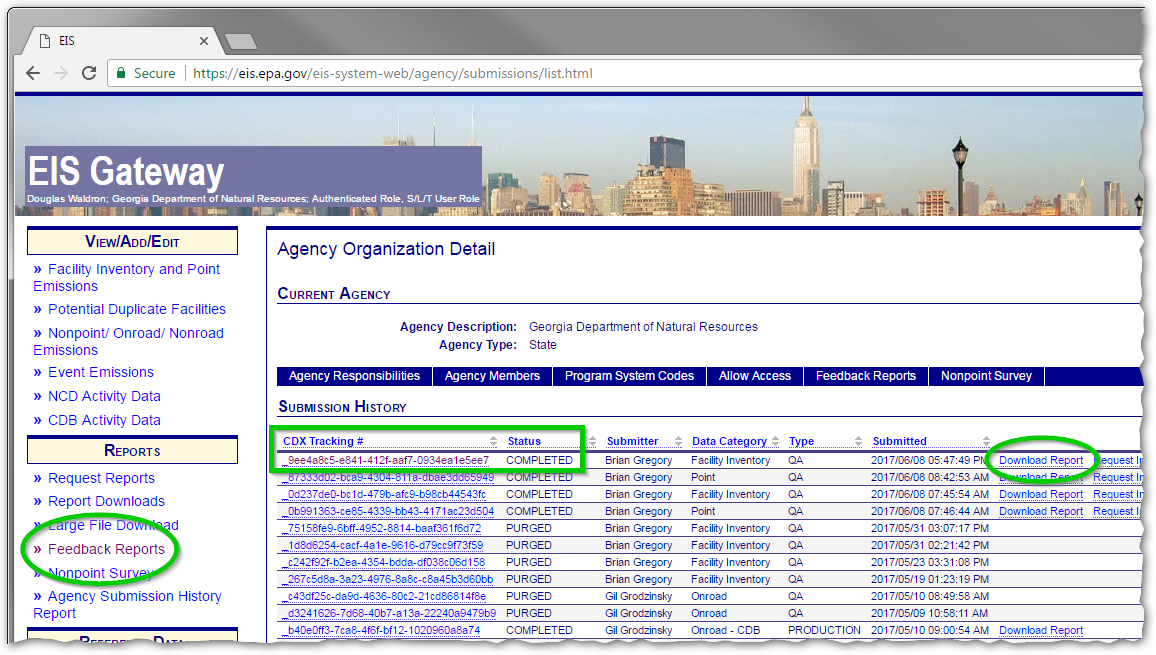 EIS
Secure https://eis.epa.gov/eis-system-web/agency/submissions/list.html
EIS Gateway
Douglas Waldron; Georgia Department of Natural Resources; Authenticated Role, S/L/T User Role
View/Add/Edit
» Facility Inventory and Point
Emissions
» Potential Duplicate Facilities
» Nonpoint/ Onroad/ Nonroad
Emissions
» Event Emissions
» NCD Activity Data
» CDB Activity Data
Reports
» Request Reports
» Report Downloads
» Large File Download
» Feedback Reports
» Nonpoint Survey
» Agency Submission History
Report
Reference Data
Agency Organization Detail
Current Agency
Agency Description: Georgia Department of Natural Resources
Agency Type: State
Agency Responsibilities Agency Members Program System Codes Allow Access Feedback Reports Nonpoint Survey
Submission History
CDX Tracking # Status Submitter Data Category Type Submitted
_9ee4a8c5-e841-412f-aaf7-0934ea1e5ee7 COMPLETED Brian Gregory Facility Inventory QA 2017/06/08 05:47:49 PM Download Report Request In
_87333d02-bca9-4304-811a-dbae3dd65949 COMPLETED Brian Gregory Point QA 2017/06/08 08:42:53 AM Download Report Request In
_0d237de0-bc1d-479b-afc9-b98cb44543fc COMPLETED Brian Gregory Facility Inventory QA 2017/06/08 07:45:54 AM Download Report Request In
_0b991363-ce85-4339-bb43-4171ac23d504 COMPLETED Brian Gregory Point QA 2017/06/08 07:46:44 AM Download Report Request In
_75158fe9-6bff-4952-8814-baaf361f6d72 PURGED Brian Gregory Facility Inventory QA 2017/05/31 03:07:17 PM
_1d8d6254-cacf-4a1e-9616-d79cc9f73f59 PURGED Brian Gregory Facility Inventory QA 2017/05/31 02:21:42 PM
_c242f92f-b2ea-4354-bdda-df038c06d158 PURGED Brian Gregory Facility Inventory QA 2017/05/23 03:31:08 PM
_267c5d8a-3a23-4976-8a8c-c8a45b3d60bb PURGED Brian Gregory Facility Inventory QA 2017/05/19 01:23:19 PM
_c43df25c-da9d-4636-80c2-21cd86814f8e PURGED Gil Grodzinsky Onroad QA 2017/05/10 08:49:58 AM
_d3241626-7d68-40b7-a13a-22240a9479b9 PURGED Gil Grodzinsky Onroad QA 2017/05/09 10:58:11 AM
_b40e0ff3-7ca8-4f6f-bf12-1020960a8a74 COMPLETED Gil Grodzinsky Onroad - CDB PRODUCTION 2017/05/10 09:00:54 AM Download Report